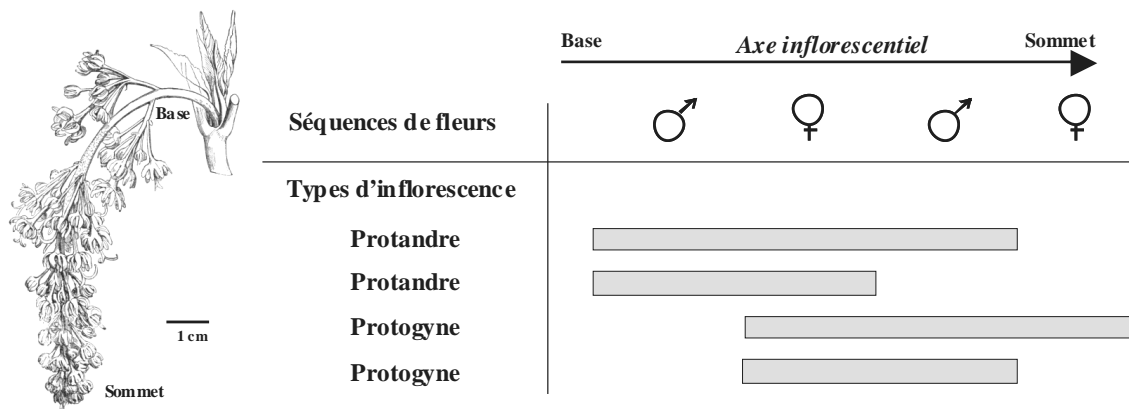 Base
1 cm
Sommet
Base Axe inflorescentiel Sommet
Séquences de fleurs ♂ ♀ ♂ ♀
Types d'inflorescence
Protandre
Protandre
Protogyne
Protogyne